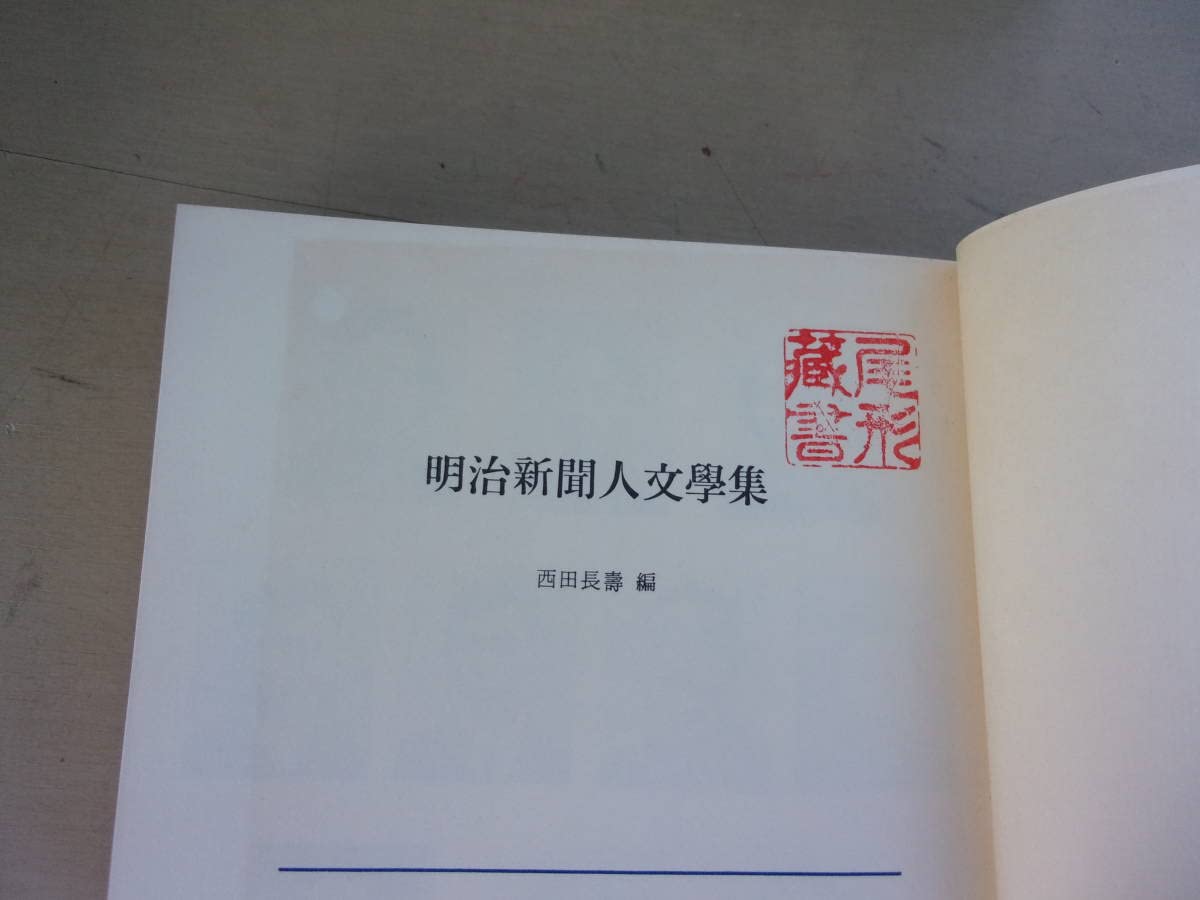 尾形
藏書
明治新聞人文學集
西田長壽 編